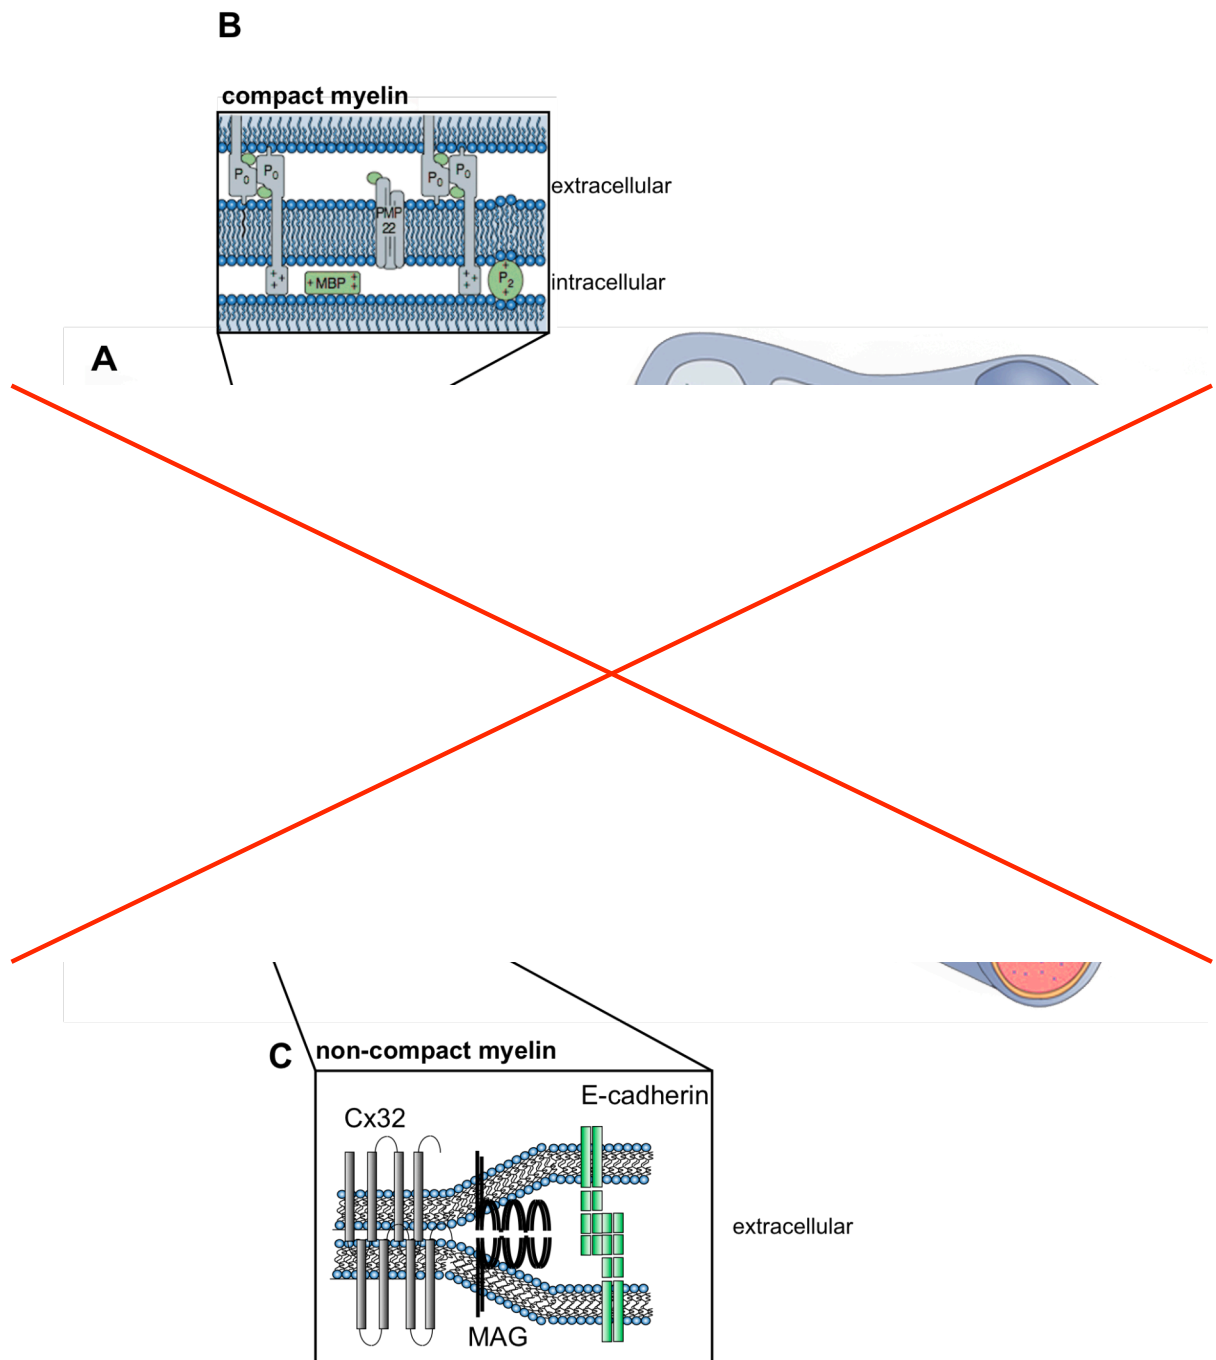 B
compact myelin
P0 P0 P0 P0
extracellular
PMP
22
+ MBP + +
+ + +
+ + +
+
P2
+
intracellular
A
C non-compact myelin
E-cadherin
Cx32
extracellular
MAG